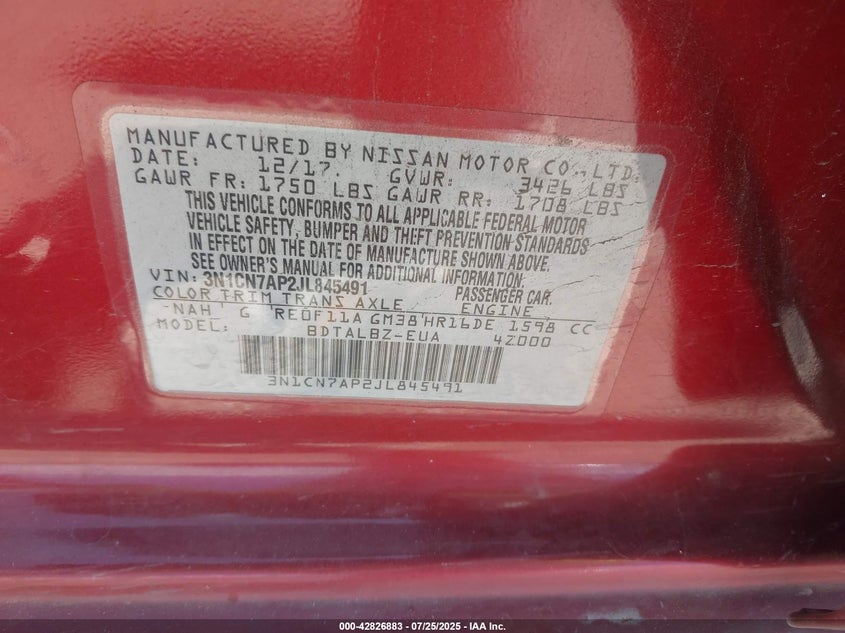 MANUFACTURED BY NISSAN MOTOR CO., LTD.
DATE: 12/17. GVWR: 3426 LBS
GAWR FR: 1750 LBS GAWR RR: 1708 LBS
THIS VEHICLE CONFORMS TO ALL APPLICABLE FEDERAL MOTOR
VEHICLE SAFETY, BUMPER AND THEFT PREVENTION STANDARDS
IN EFFECT ON THE DATE OF MANUFACTURE SHOWN ABOVE.
SEE OWNER'S MANUAL FOR ADDITIONAL INFORMATION.
VIN: 3N1CN7AP2JL845491 PASSENGER CAR.
COLOR TRIM TRANS AXLE ENGINE
-NAH G RE0F11A GM38 HR16DE 1598 CC
MODEL: BDTALBZ-EUA 4Z000
3N1CN7AP2JL845491
000-42826883 / 07/25/2025 - IAA Inc.